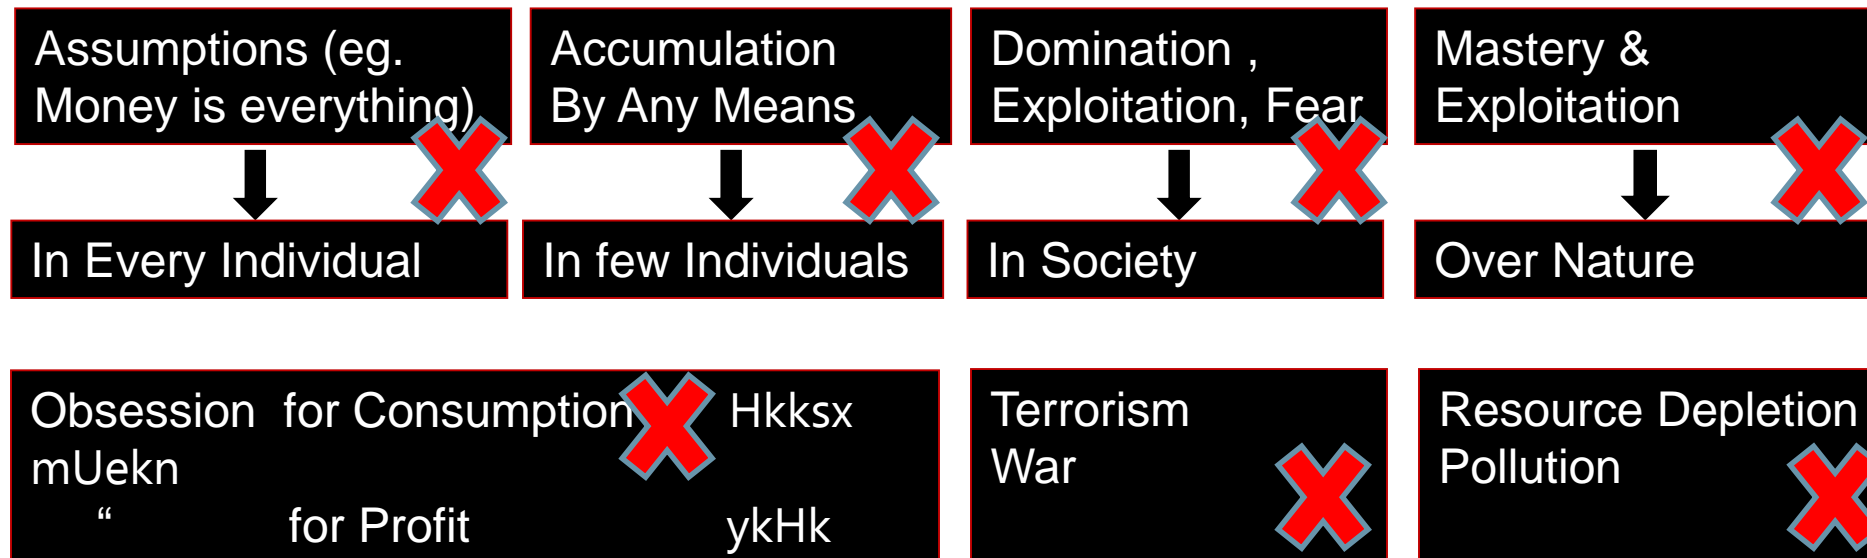 Assumptions (eg.
Money is everything)
In Every Individual
Accumulation
By Any Means
In few Individuals
Domination ,
Exploitation, Fear
In Society
Mastery &
Exploitation
Over Nature
Obsession for Consumption Hkksx
mUekn
“ for Profit ykHk
Terrorism
War
Resource Depletion
Pollution